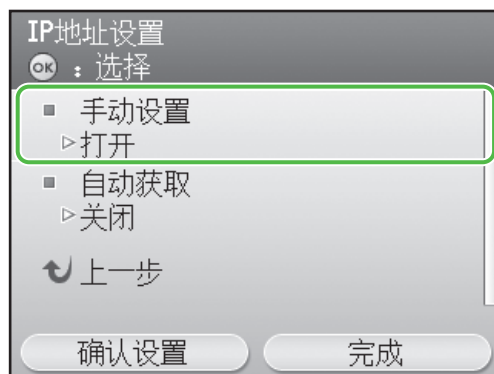 IP地址设置
OK：选择
手动设置
打开
自动获取
关闭
上一步
确认设置 完成